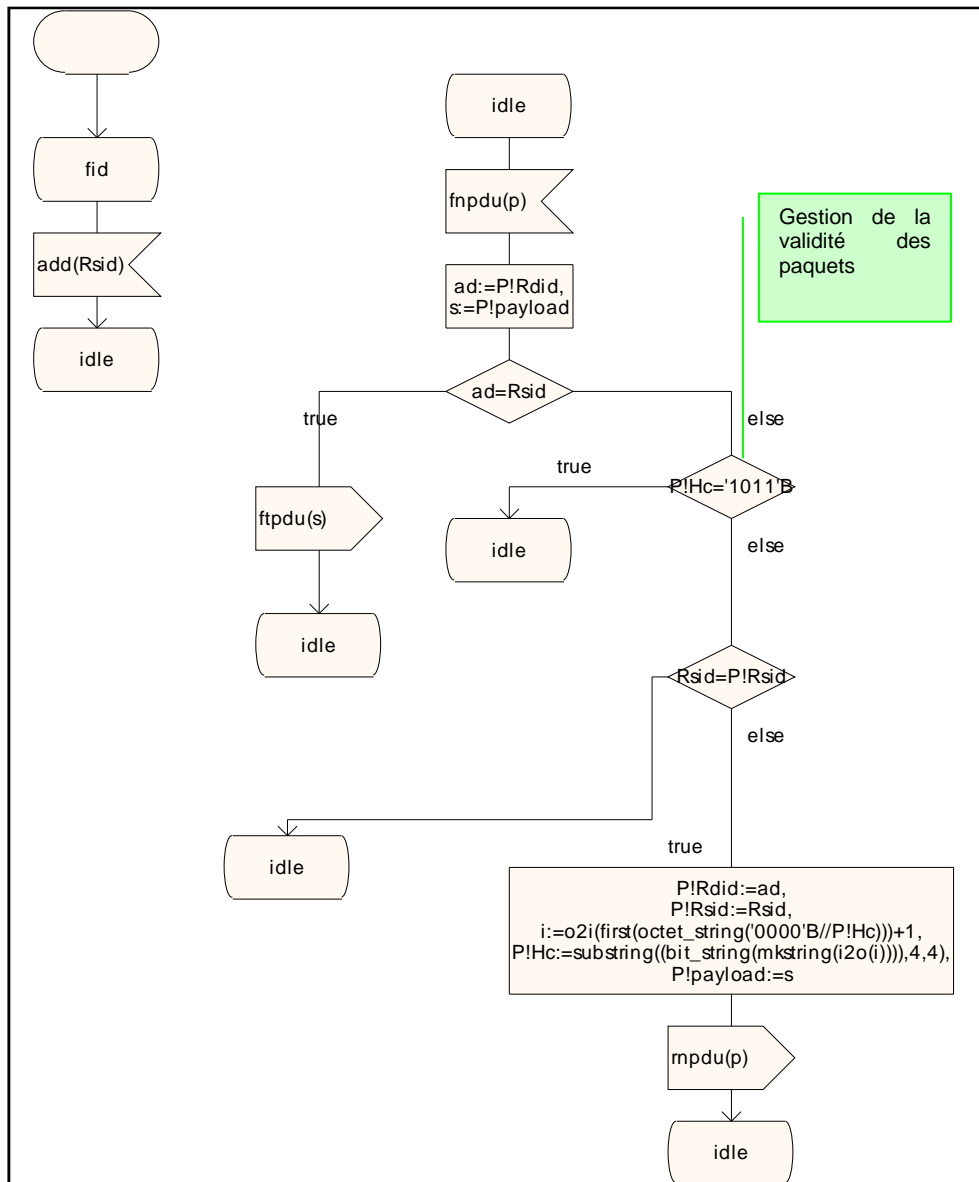 fid
add(Rsid)
idle
idle
fnpdu(p)
ad:=P!Rdid,
s:=P!payload
ad=Rsid
true
else
Gestion de la
validité des
paquets
ftpdu(s)
idle
P!Hc='1011'B
true
idle
else
Rsid=P!Rsid
else
idle
true
P!Rdid:=ad,
P!Rsid:=Rsid,
i:=o2i(first(octet_string('0000'B//P!Hc)))+1,
P!Hc:=substring((bit_string(mkstring(i2o(i)))),4,4),
P!payload:=s
rnpdu(p)
idle